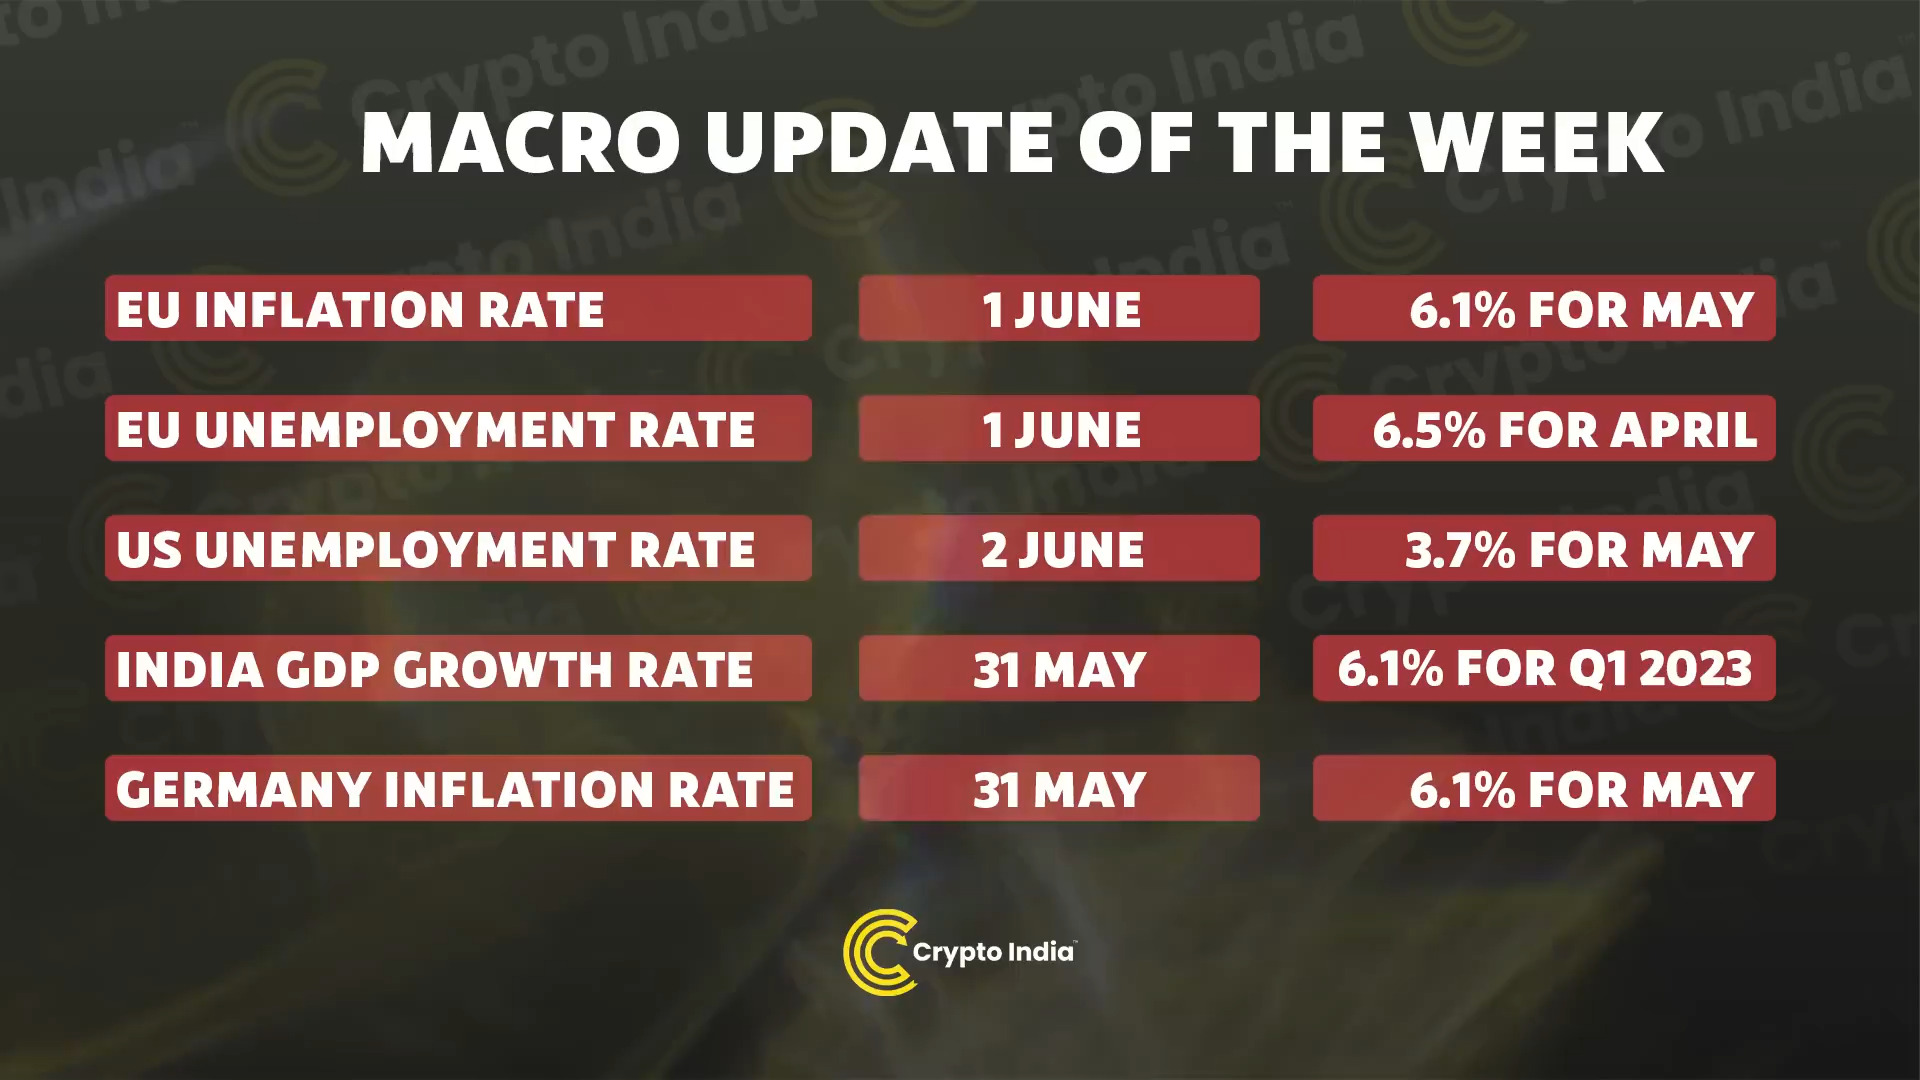 MACRO UPDATE OF THE WEEK
EU INFLATION RATE 1 JUNE 6.1% FOR MAY
EU UNEMPLOYMENT RATE 1 JUNE 6.5% FOR APRIL
US UNEMPLOYMENT RATE 2 JUNE 3.7% FOR MAY
INDIA GDP GROWTH RATE 31 MAY 6.1% FOR Q1 2023
GERMANY INFLATION RATE 31 MAY 6.1% FOR MAY
Crypto India™